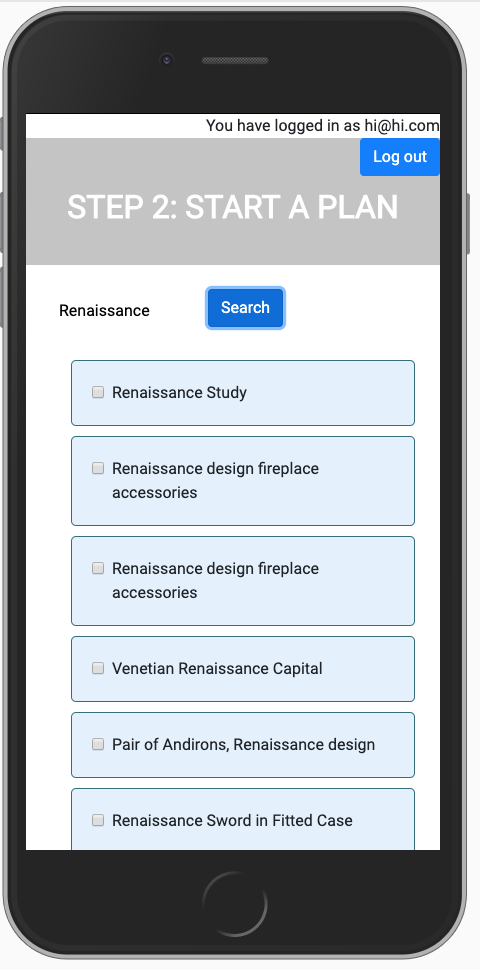 You have logged in as hi@hi.com
Log out
STEP 2: START A PLAN
Renaissance
Search
Renaissance Study
Renaissance design fireplace
accessories
Renaissance design fireplace
accessories
Venetian Renaissance Capital
Pair of Andirons, Renaissance design
Renaissance Sword in Fitted Case